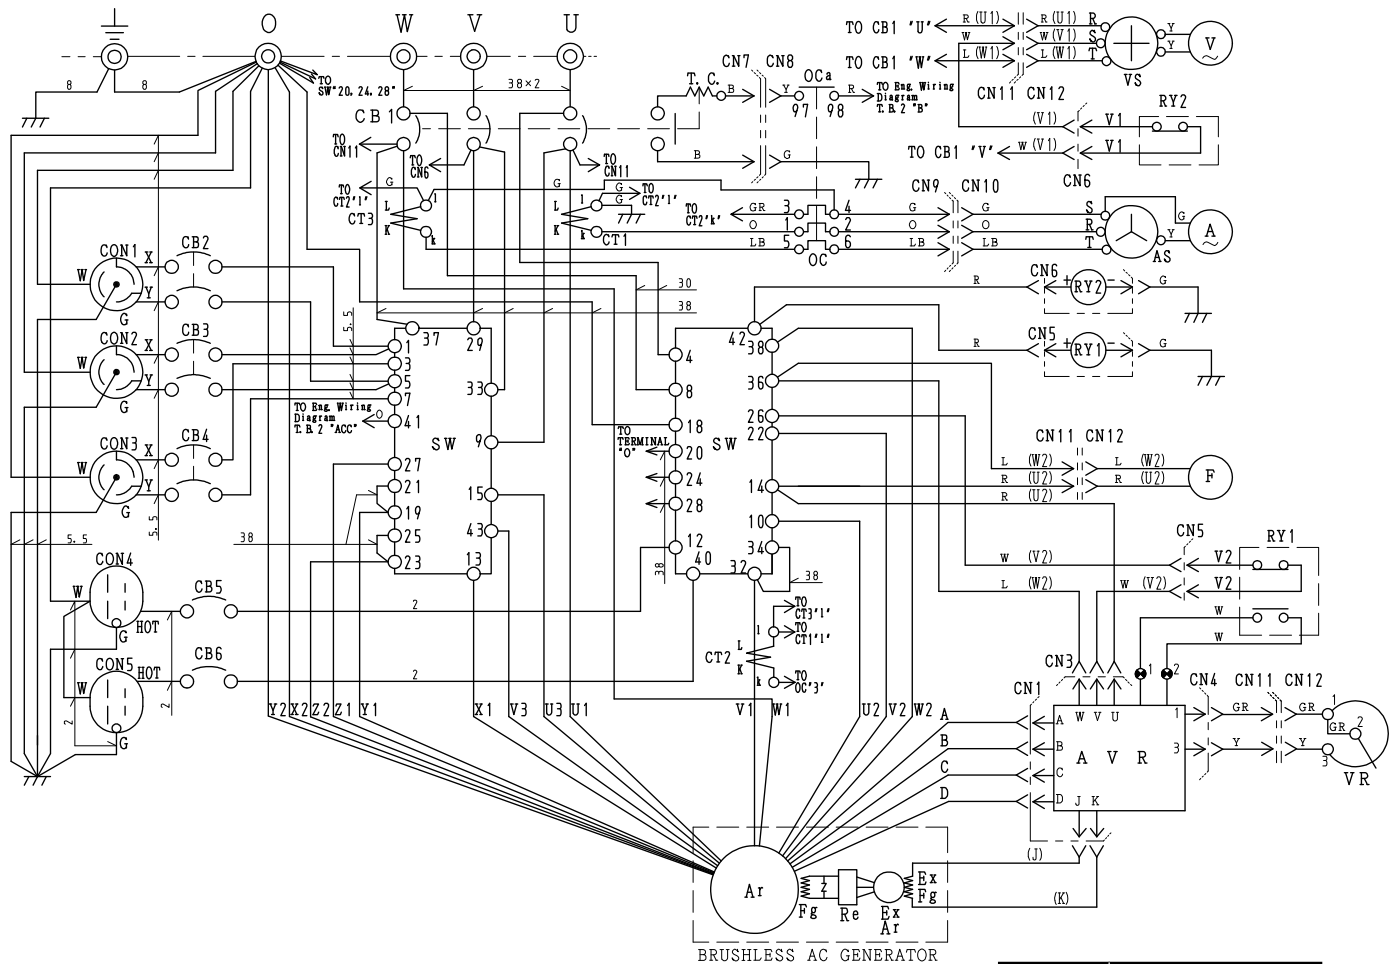 O W V U
8 8
TO
SW"20. 24. 28"
38×2
CB1
TO
CN11
TO
CN6
TO
CN11
T. C.
CN7 CN8
OCa
B Y 97 98 R
TO Eng. Wiring
Diagram
T. B. 2 "B"
B G
TO CB1 'U' R (U1) R (U1) R
W W (V1) S
TO CB1 'W' L (W1) L (W1) T
CN11 CN12
VS
Y
Y
V
RY2
(V1) V1
TO CB1 'V' W (V1) V1
CN6
TO
CT2'l'
G
l
L
K
k
CT3
G
L
K
l
k
CT1
G
TO
CT2'l'
G
TO
CT2'k'
GR 3 4 G G S
O 1 2 O O R
LB 5 6 LB LB T
OC
CN9 CN10
AS
G
Y
A
CON1
W X Y G
CB2
CON2
W X Y G
CB3
CON3
W X Y G
CB4
5.5
5.5
5.5
30
38
37 29
1
3
5
7
41
27
21
19
25
23
33
9
15
43
13
SW
TO Eng. Wiring
Diagram
T. B. 2 "ACC"
O
38
TO
TERMINAL
"O"
4
8
18
20
24
28
12
40
32
42
38
36
26
22
14
10
34
SW
38
38
R CN6 + RY2 - G
R CN5 + RY1 - G
CN11 CN12
L (W2) L (W2)
R (U2) R (U2)
R (U2)
F
CN5
W (V2) V2
L (W2) W (V2) V2
RY1
W
W
CON4
W G HOT
CB5
2
CON5
W G HOT
CB6
2
2
2
TO
CT3'l'
TO
CT1'l'
TO
OC'3'
l
L
K
k
CT2
Y2 X2 Z2 Z1 Y1 X1 V3 U3 U1 V1 W1 U2 V2 W2
CN3
1 2
CN1
A A
B B
C C
D D
W V U
A V R
J K
1
3
CN4 CN11 CN12
GR GR
Y Y
1
GR 2
3
VR
(J)
(K)
Ar
Fg
Re
Ex
Ar
Ex
Fg
BRUSHLESS AC GENERATOR